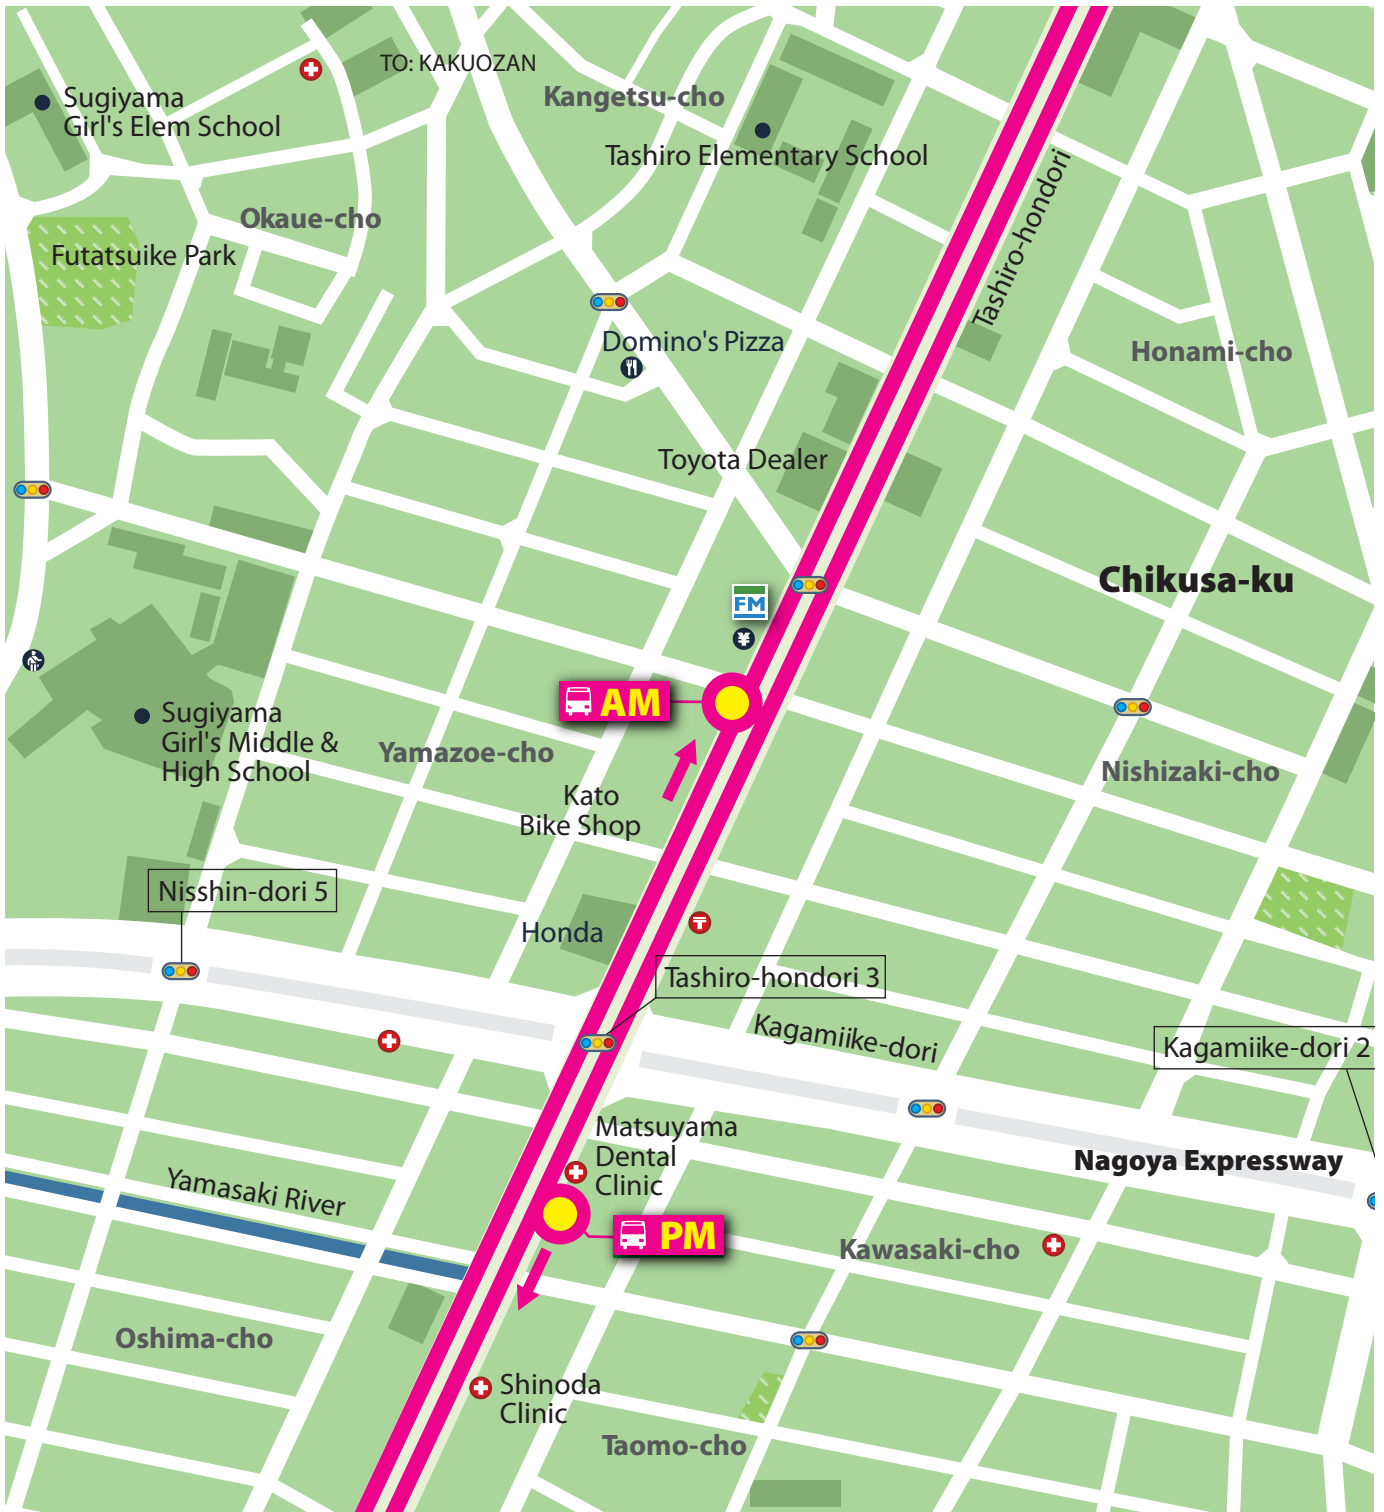 TO: KAKUOZAN
Sugiyama
Girl's Elem School
Kangetsu-cho
Tashiro Elementary School
Okaue-cho
Futatsuike Park
Tashiro-hondori
Domino's Pizza
Honami-cho
Toyota Dealer
Chikusa-ku
FM
¥
AM
Sugiyama
Girl's Middle &
High School
Yamazoe-cho
Nishizaki-cho
Kato
Bike Shop
Nisshin-dori 5
Honda
〒
Tashiro-hondori 3
Kagamiike-dori
Kagamiike-dori 2
Matsuyama
Dental
Clinic
Nagoya Expressway
Yamasaki River
PM
Kawasaki-cho
Oshima-cho
Shinoda
Clinic
Taomo-cho